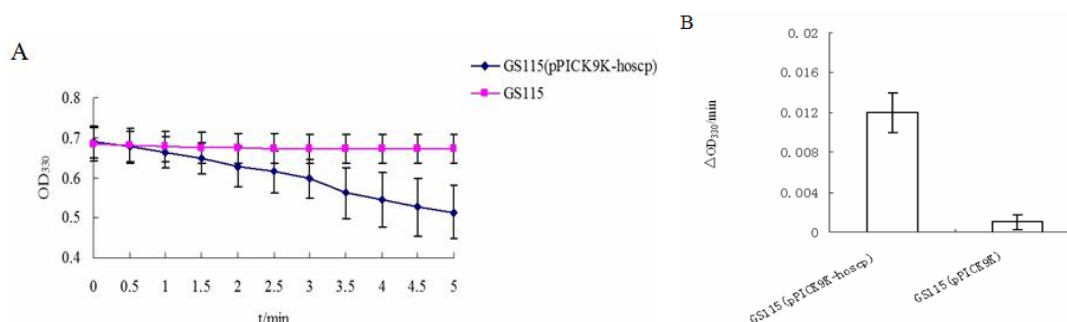 A
GS115(pPICK9K-hoscp)
GS115
0.8
0.7
0.6
0.5
0.4
OD330
0 0.5 1 1.5 2 2.5 3 3.5 4 4.5 5
t/min
B
0.02
0.016
0.012
0.008
0.004
0
△OD330/min
GS115(pPICK9K-hoscp)
GS115(pPICK9K)